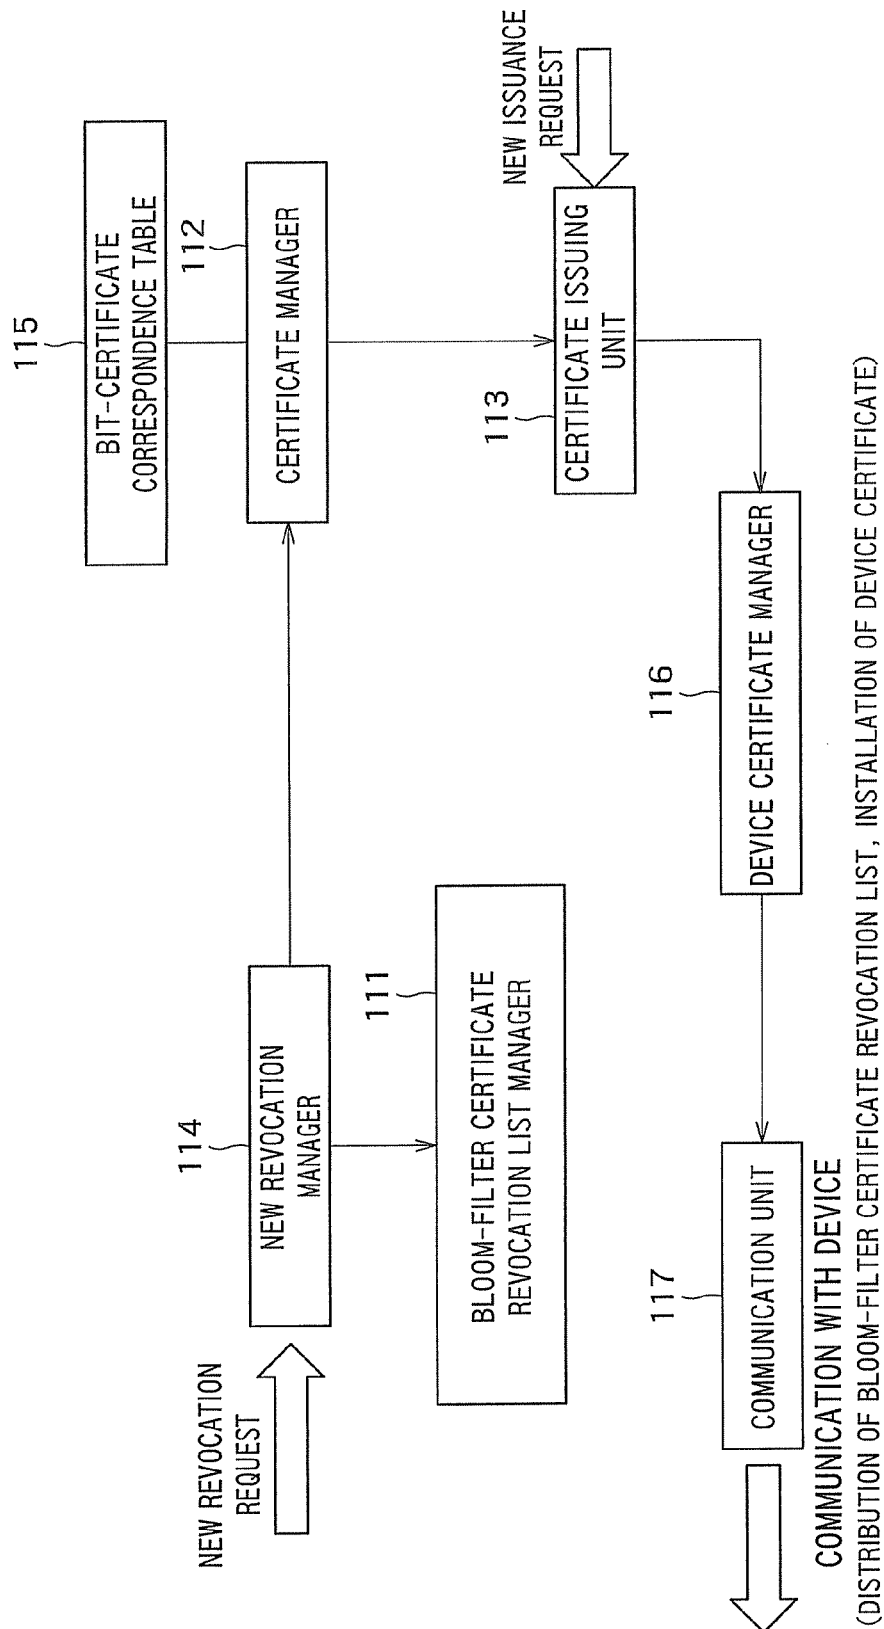 115
BIT-CERTIFICATE
CORRESPONDENCE TABLE
112
CERTIFICATE MANAGER
NEW ISSUANCE
REQUEST
113
CERTIFICATE ISSUING
UNIT
NEW REVOCATION
REQUEST
114
NEW REVOCATION
MANAGER
111
BLOOM-FILTER CERTIFICATE
REVOCATION LIST MANAGER
116
DEVICE CERTIFICATE MANAGER
117
COMMUNICATION UNIT
COMMUNICATION WITH DEVICE
(DISTRIBUTION OF BLOOM-FILTER CERTIFICATE REVOCATION LIST, INSTALLATION OF DEVICE CERTIFICATE)